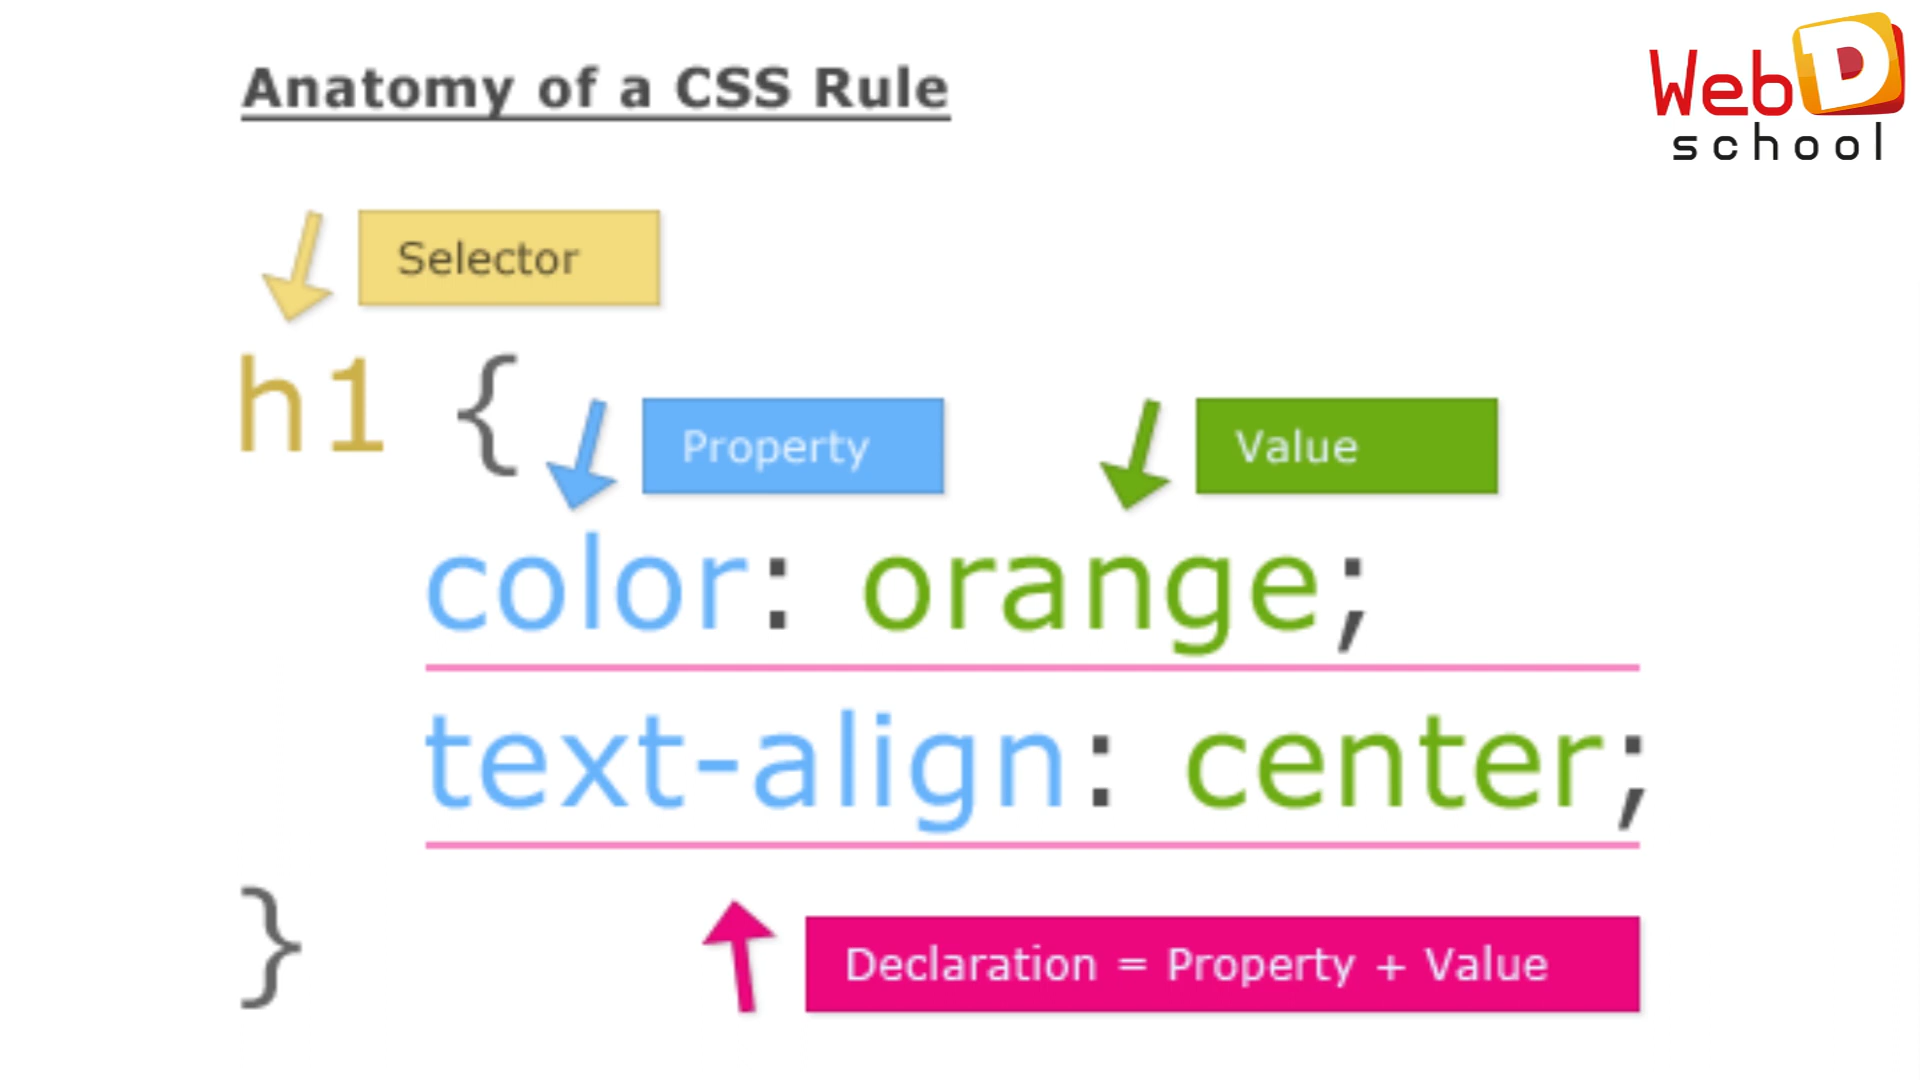 Anatomy of a CSS Rule
Web D
school
Selector
h1 {
Property
Value
color: orange;
text-align: center;
}
Declaration = Property + Value